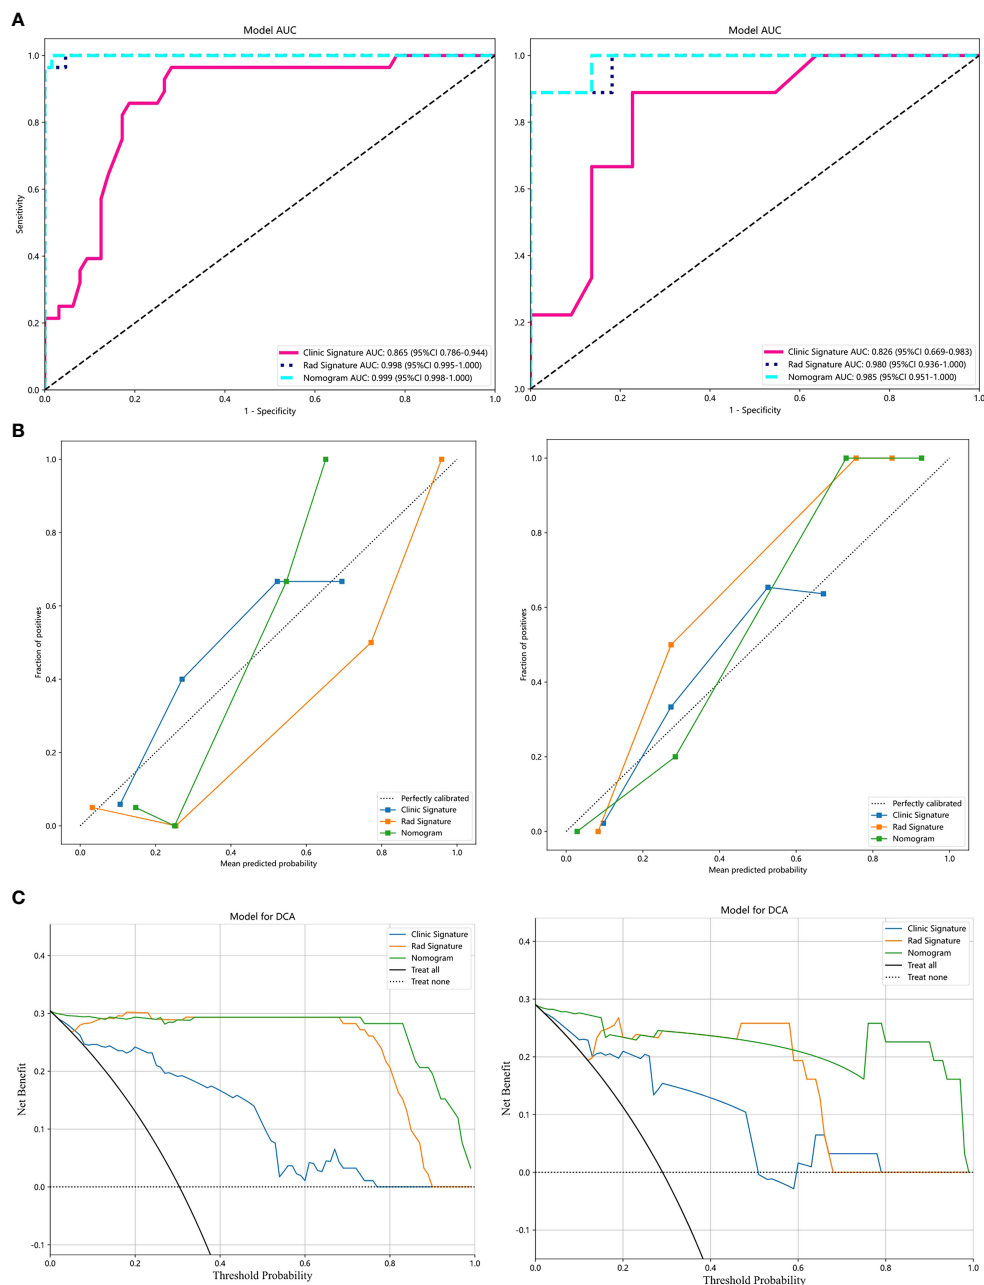 A
Model AUC
1.0
0.8
0.6
0.4
0.2
0.0
Sensitivity
Clinic Signature AUC: 0.865 (95%CI 0.786-0.944)
Rad Signature AUC: 0.998 (95%CI 0.995-1.000)
Nomogram AUC: 0.999 (95%CI 0.998-1.000)
0.0 0.2 0.4 0.6 0.8 1.0
1 - Specificity
Model AUC
1.0
0.8
0.6
0.4
0.2
0.0
Clinic Signature AUC: 0.826 (95%CI 0.669-0.983)
Rad Signature AUC: 0.980 (95%CI 0.936-1.000)
Nomogram AUC: 0.985 (95%CI 0.951-1.000)
0.0 0.2 0.4 0.6 0.8 1.0
1 - Specificity
B
1.0
0.8
0.6
0.4
0.2
0.0
Fraction of positives
Perfectly calibrated
Clinic Signature
Rad Signature
Nomogram
0.0 0.2 0.4 0.6 0.8 1.0
Mean predicted probability
1.0
0.8
0.6
0.4
0.2
0.0
Fraction of positives
Perfectly calibrated
Clinic Signature
Rad Signature
Nomogram
0.0 0.2 0.4 0.6 0.8 1.0
Mean predicted probability
C
Model for DCA
Clinic Signature
Rad Signature
Nomogram
Treat all
Treat none
0.4
0.3
0.2
0.1
0.0
-0.1
Net Benefit
0.0 0.2 0.4 0.6 0.8 1.0
Threshold Probability
Model for DCA
Clinic Signature
Rad Signature
Nomogram
Treat all
Treat none
0.4
0.3
0.2
0.1
0.0
-0.1
Net Benefit
0.0 0.2 0.4 0.6 0.8 1.0
Threshold Probability